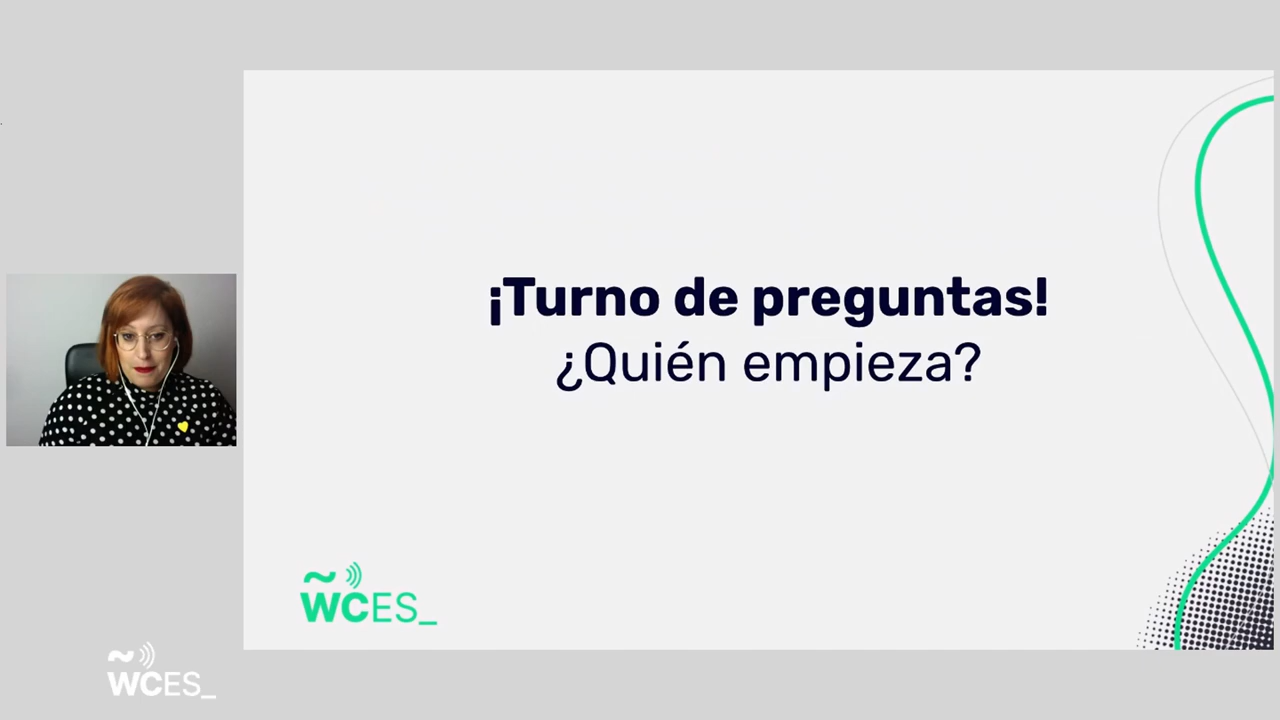 ¡Turno de preguntas!
¿Quién empieza?
~
WCES_
~
WCES_